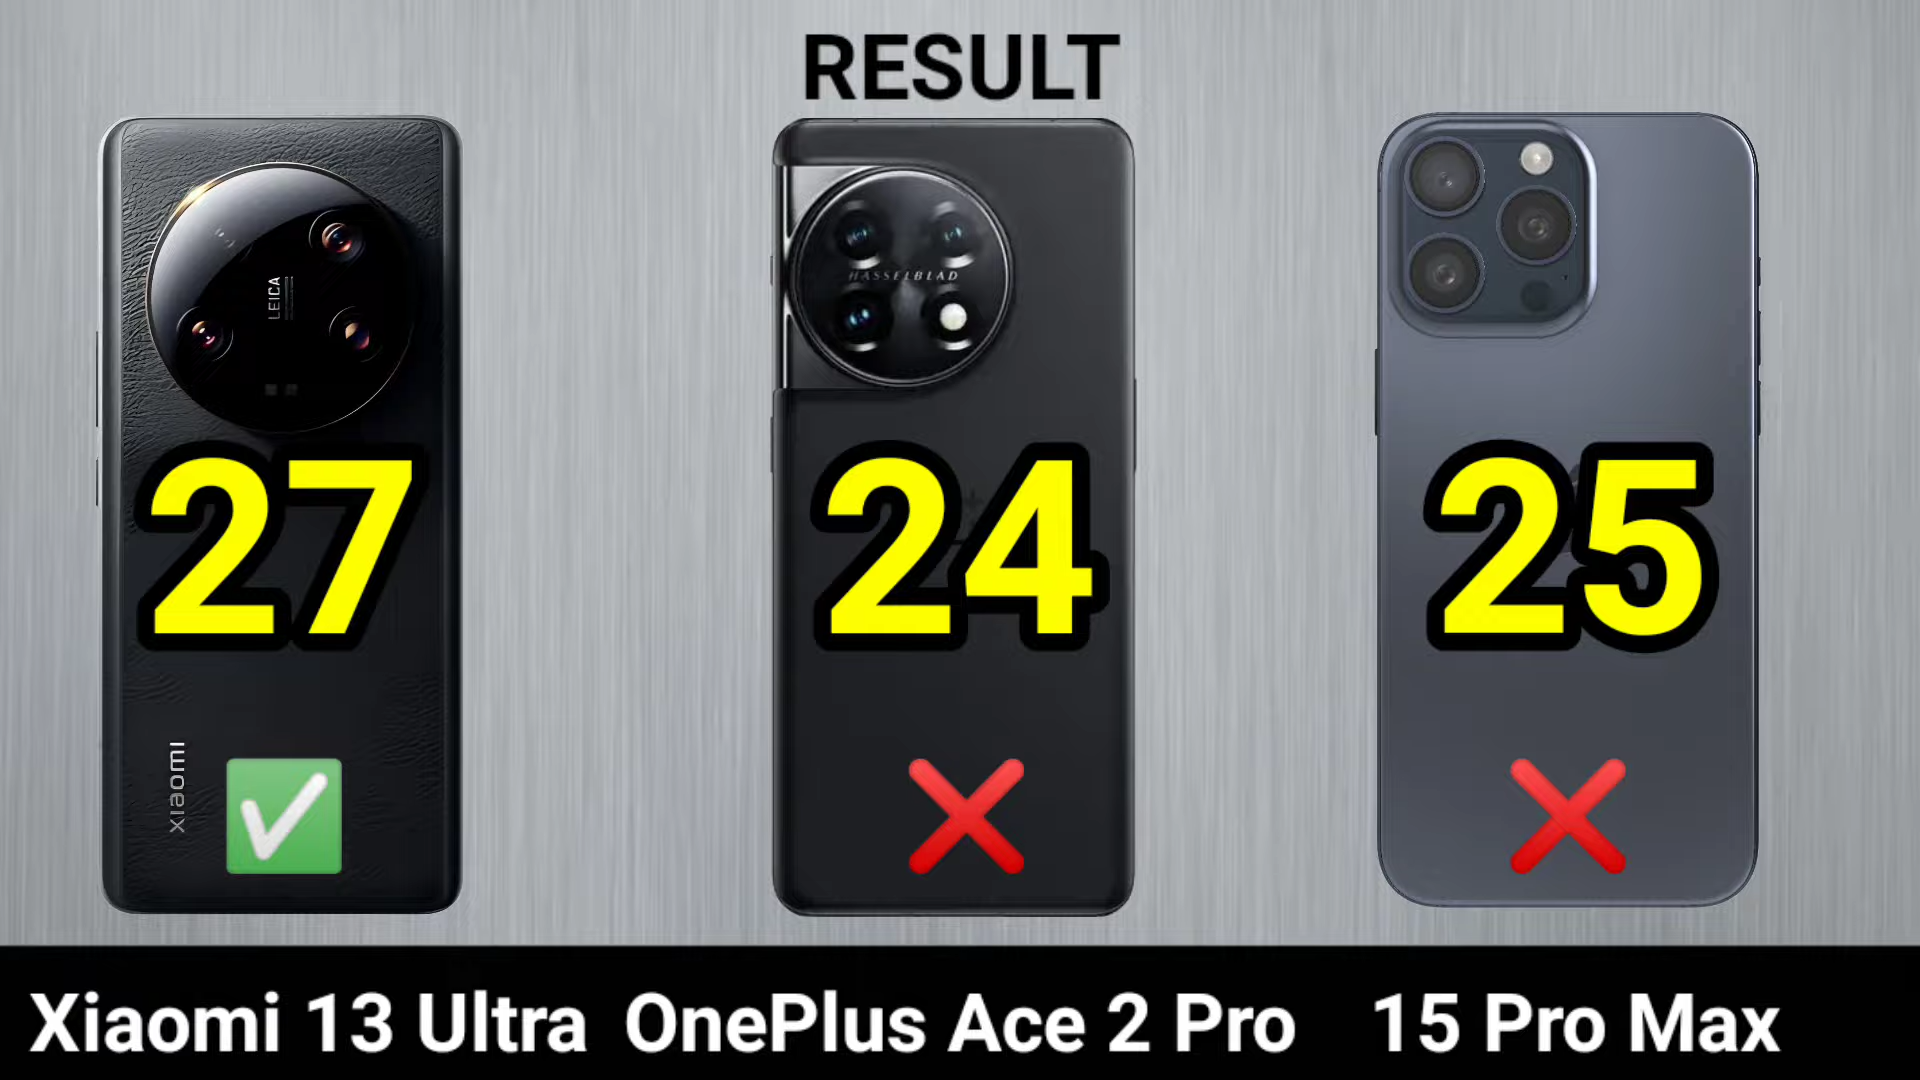 RESULT
LEICA
HASSELBLAD
27 24 25
xiaomi
Xiaomi 13 Ultra OnePlus Ace 2 Pro 15 Pro Max